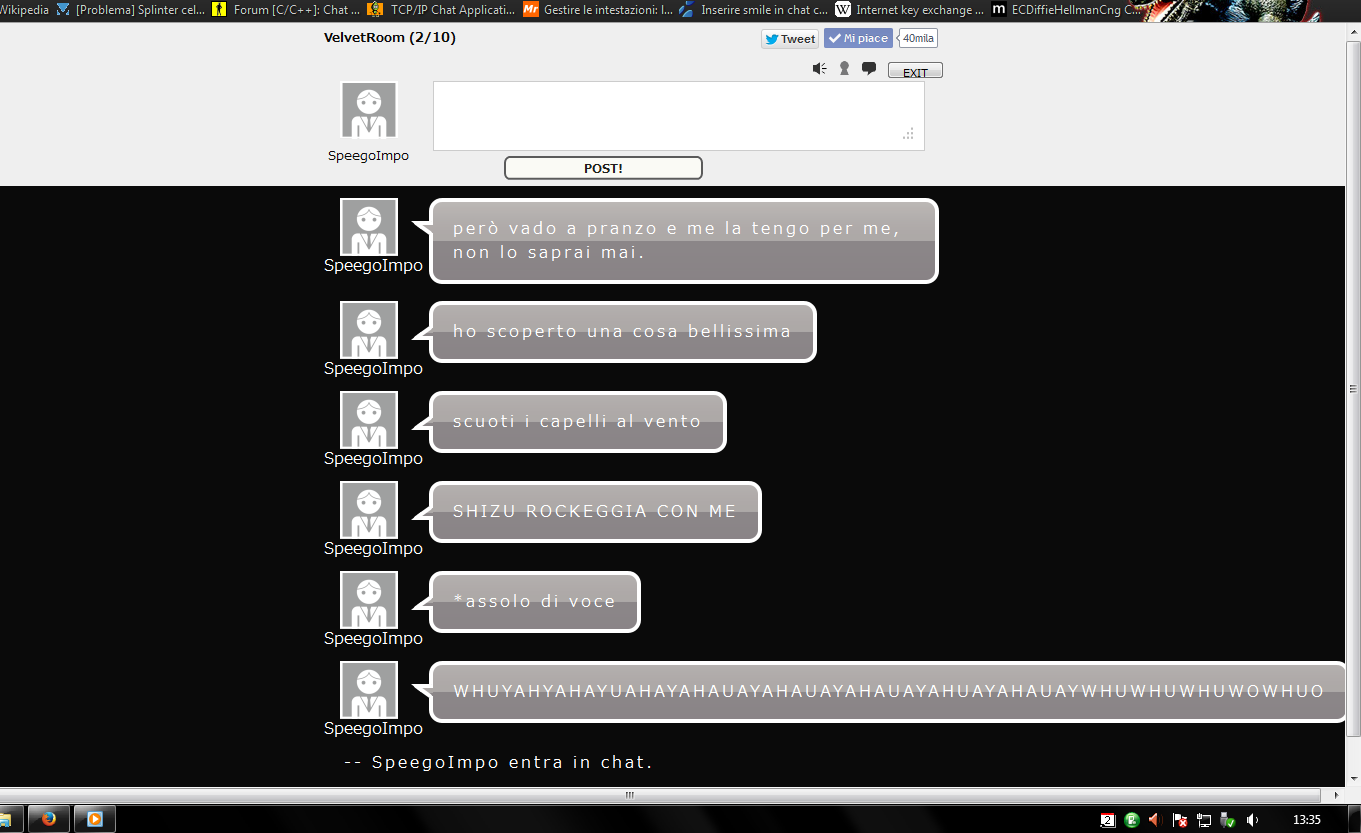 Wikipedia [Problema] Splinter cel... Forum [C/C++]: Chat ... TCP/IP Chat Applicati... Gestire le intestazioni: l... Inserire smile in chat c... Internet key exchange ... ECDiffieHellmanCng C...
VelvetRoom (2/10)
Tweet Mi piace 40mila
EXIT
SpeegoImpo
POST!
però vado a pranzo e me la tengo per me,
non lo saprai mai.
SpeegoImpo
ho scoperto una cosa bellissima
SpeegoImpo
scuoti i capelli al vento
SpeegoImpo
SHIZU ROCKEGGIA CON ME
SpeegoImpo
*assolo di voce
SpeegoImpo
WHUYAHYAHAYUAHAYAHAUAYAHAUAYAHAUAYAHUAYAHAUAYWHUWHUWHUWOWHUO
SpeegoImpo
-- SpeegoImpo entra in chat.
13:35